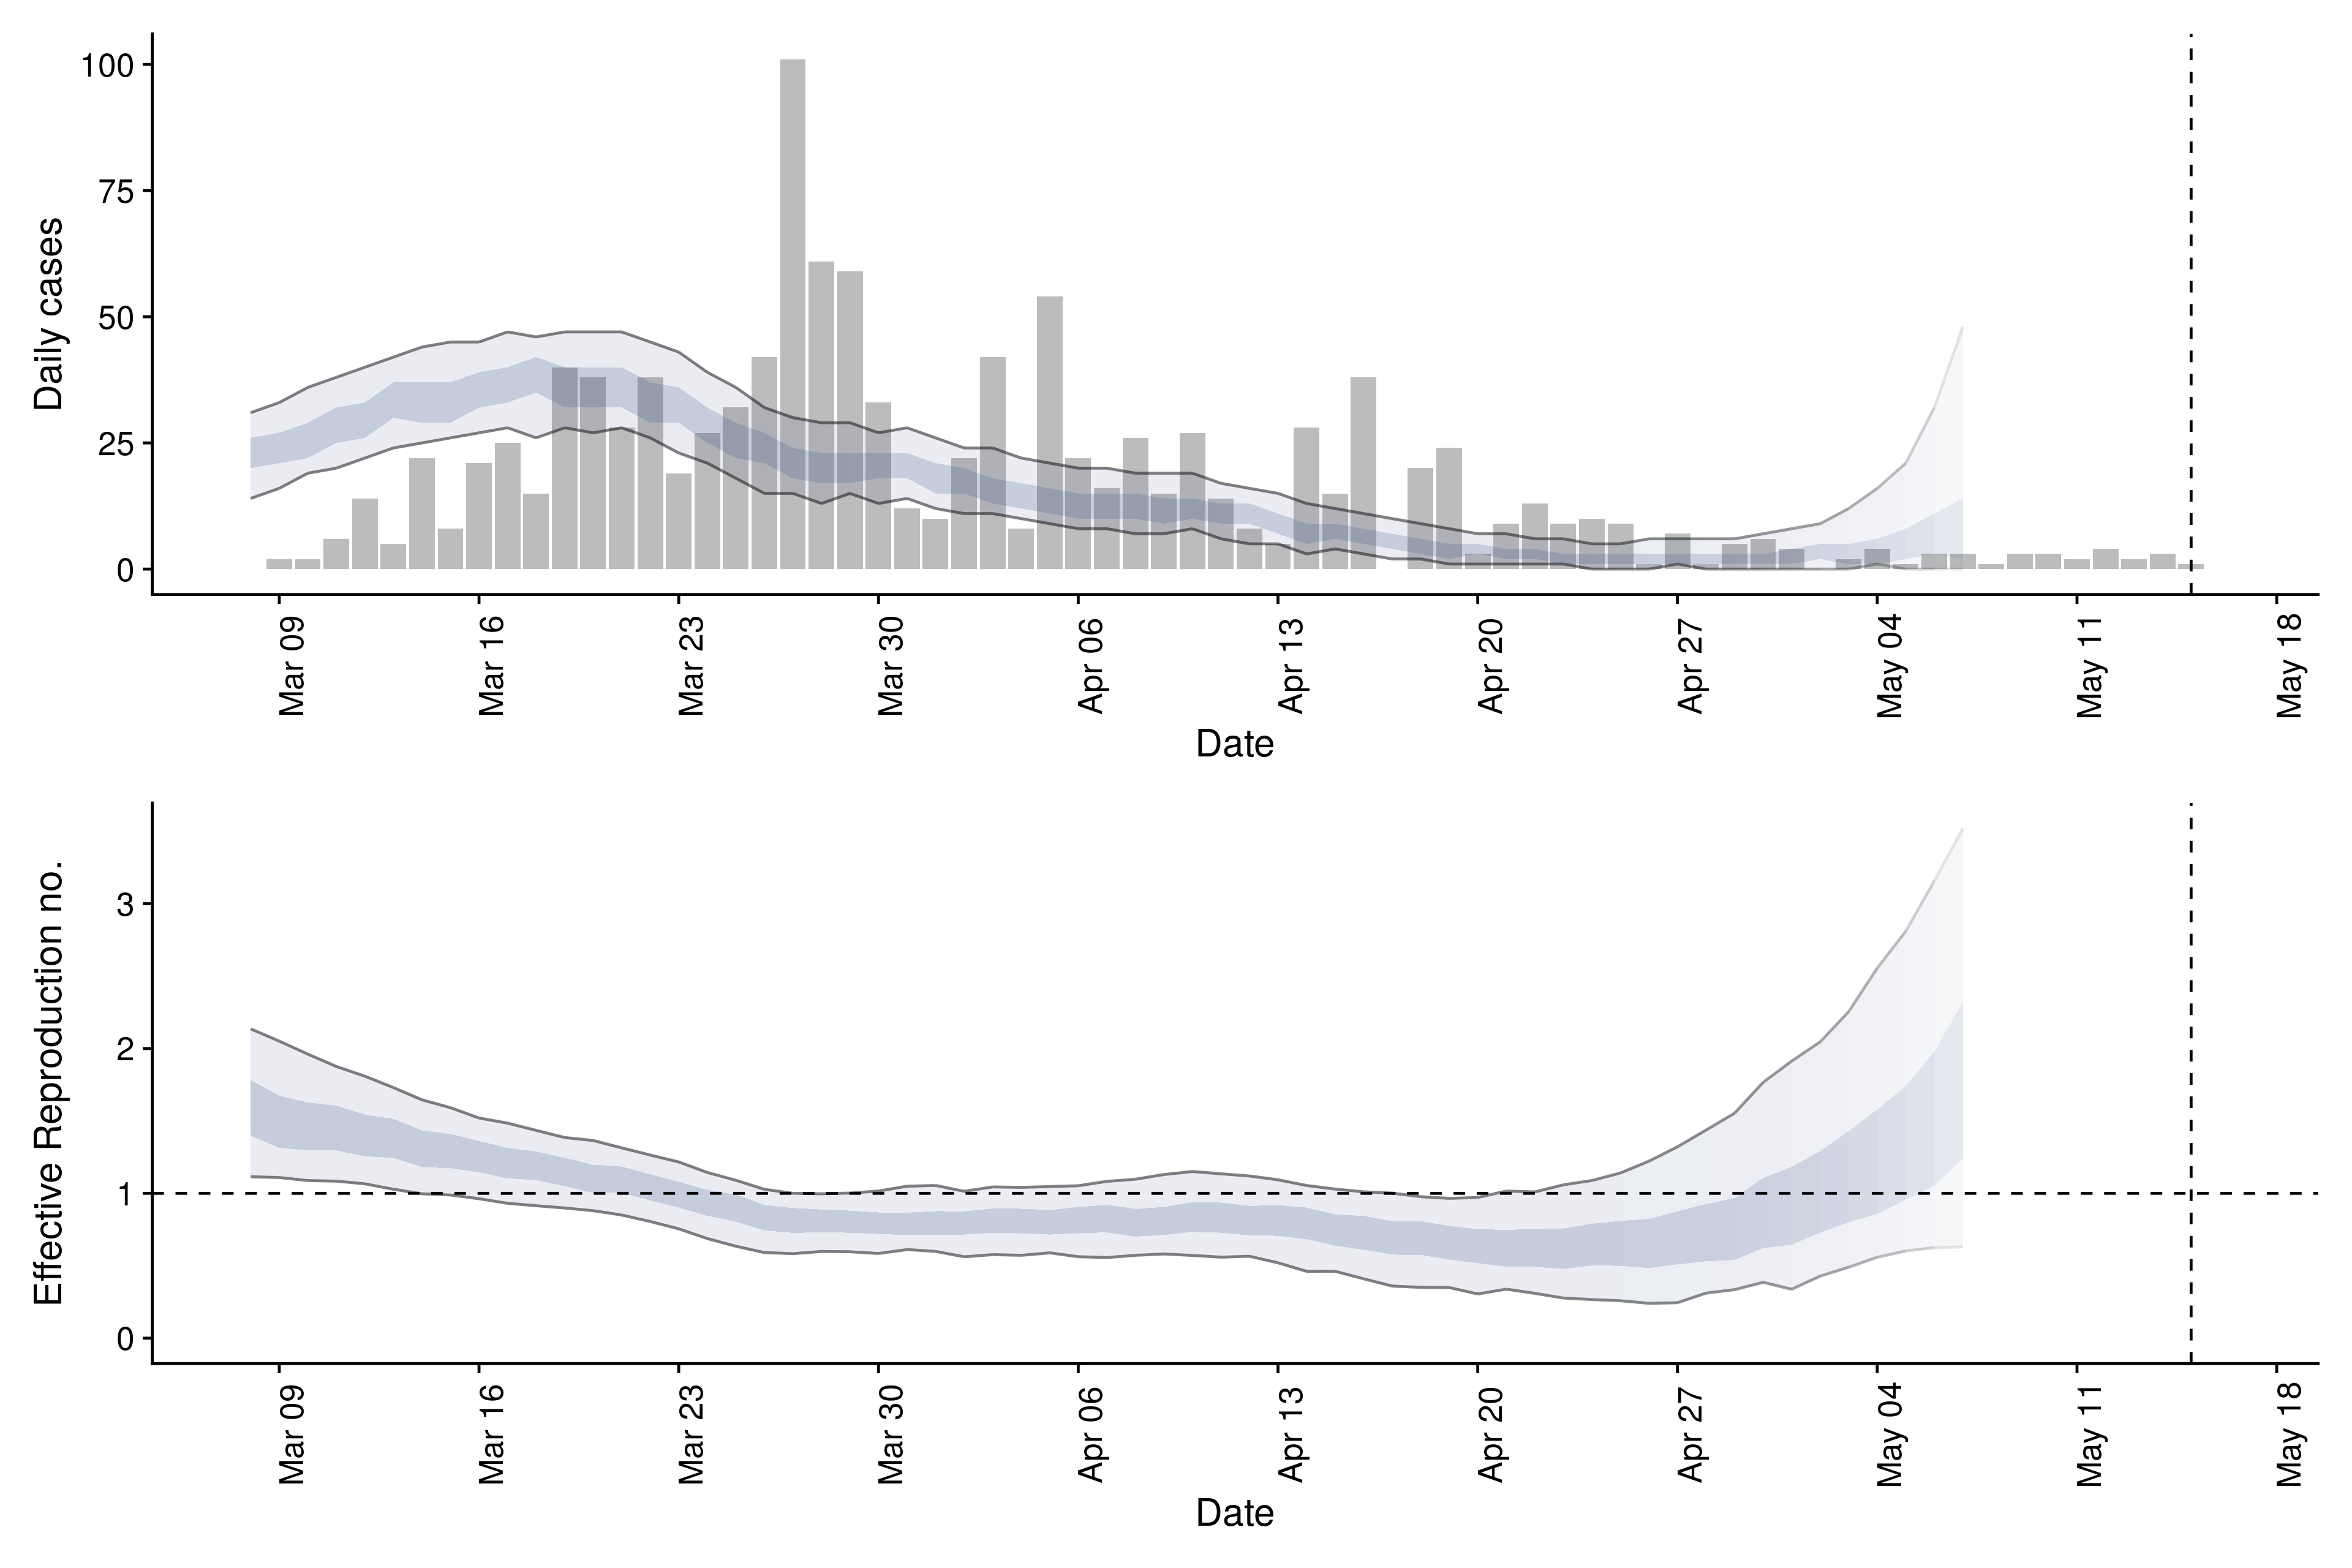 Daily cases
100
75
50
25
0
Mar 09
Mar 16
Mar 23
Mar 30
Apr 06
Apr 13
Apr 20
Apr 27
May 04
May 11
May 18
Date
Effective Reproduction no.
3
2
1
0
Mar 09
Mar 16
Mar 23
Mar 30
Apr 06
Apr 13
Apr 20
Apr 27
May 04
May 11
May 18
Date